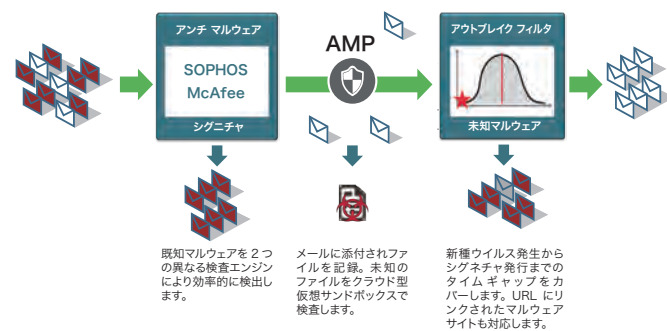 アンチ マルウェア
SOPHOS
McAfee
シグニチャ
AMP
アウトブレイク フィルタ
未知マルウェア
既知マルウェアを 2 つ
の異なる検査エンジン
により効率的に検出し
ます。
メールに添付されファ
イルを記録。未知の
ファイルをクラウド型
仮想サンドボックスで
検査します。
新種ウイルス発生から
シグネチャ発行までの
タイム ギャップをカ
バーします。URL にリ
ンクされたマルウェア
サイトも対応します。